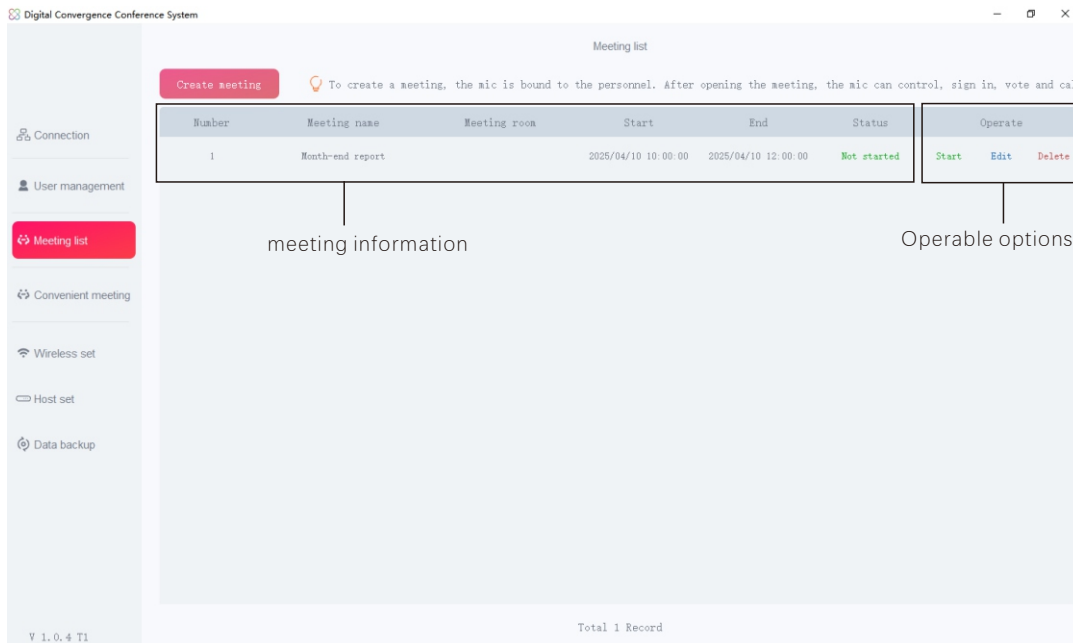 Digital Convergence Conference System
Meeting list
Create meeting
To create a meeting, the mic is bound to the personnel. After opening the meeting, the mic can control, sign in, vote and cal
Number Meeting name Meeting room Start End Status Operate
1 Month-end report 2025/04/10 10:00:00 2025/04/10 12:00:00 Not started Start Edit Delete
Connection
User management
Meeting list
Convenient meeting
Wireless set
Host set
Data backup
meeting information
Operable options
Total 1 Record
V 1.0.4 T1